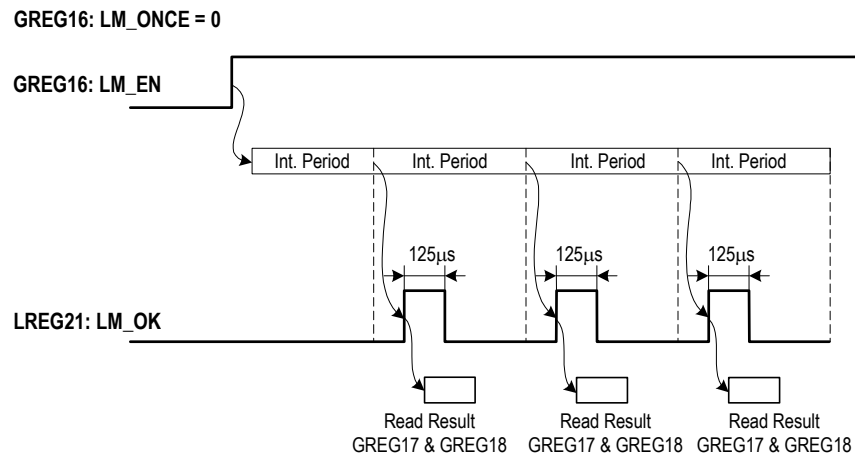 GREG16: LM_ONCE = 0
GREG16: LM_EN
Int. Period Int. Period Int. Period Int. Period
125μs 125μs 125μs
LREG21: LM_OK
Read Result Read Result Read Result
GREG17 & GREG18 GREG17 & GREG18 GREG17 & GREG18